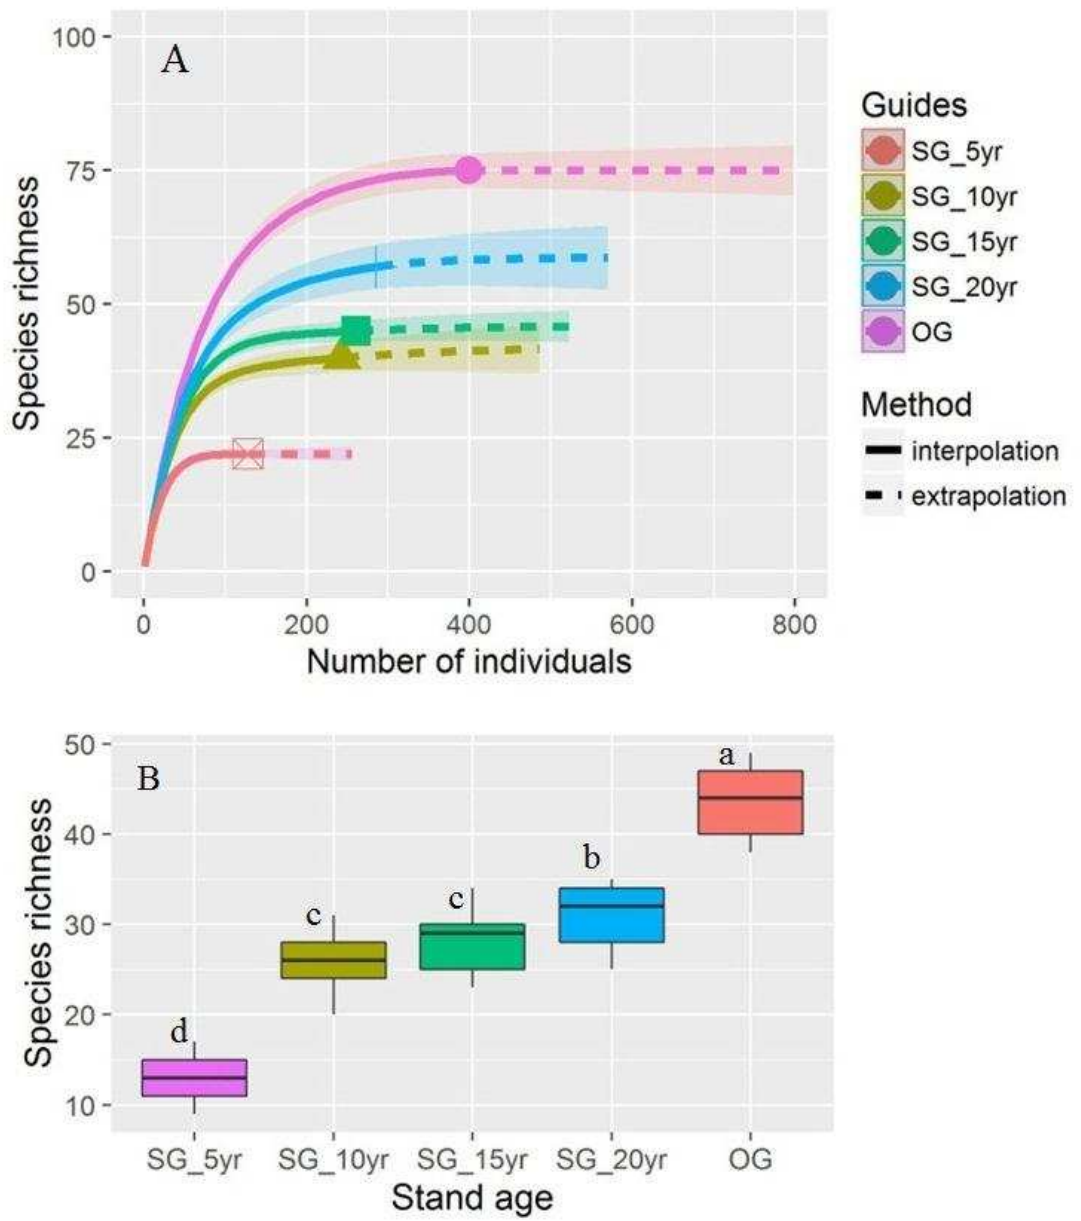 A
Species richness
100
75
50
25
0
0 200 400 600 800
Number of individuals
Guides
SG_5yr
SG_10yr
SG_15yr
SG_20yr
OG
Method
interpolation
extrapolation
B
Species richness
50
40
30
20
10
d
c
c
b
a
SG_5yr SG_10yr SG_15yr SG_20yr OG
Stand age